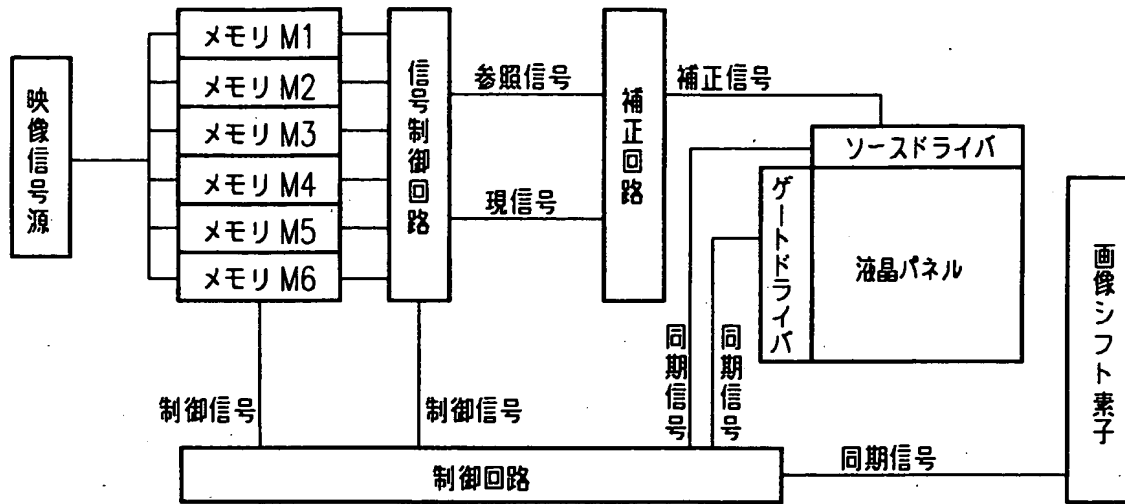 映像信号源
メモリ M1
メモリ M2
メモリ M3
メモリ M4
メモリ M5
メモリ M6
信号制御回路
参照信号
現信号
補正回路
補正信号
ソースドライバ
ゲートドライバ
液晶パネル
画像シフト素子
制御信号
制御信号
同期信号
同期信号
制御回路
同期信号